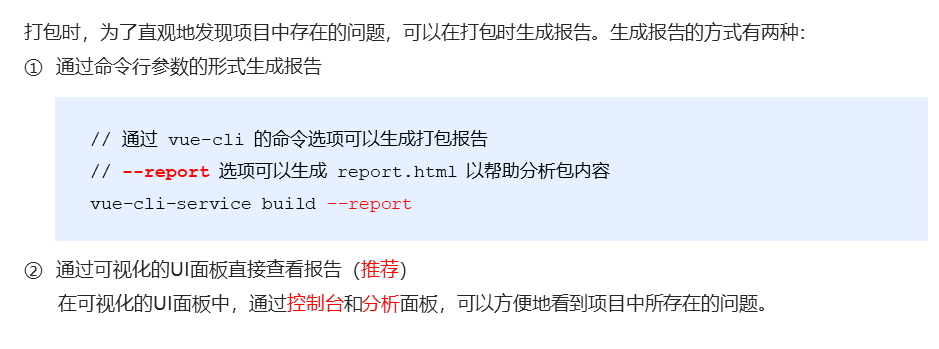 打包时，为了直观地发现项目中存在的问题，可以在打包时生成报告。生成报告的方式有两种：
① 通过命令行参数的形式生成报告
// 通过 vue-cli 的命令选项可以生成打包报告
// --report 选项可以生成 report.html 以帮助分析包内容
vue-cli-service build --report
② 通过可视化的UI面板直接查看报告（推荐）
在可视化的UI面板中，通过控制台和分析面板，可以方便地看到项目中所存在的问题。